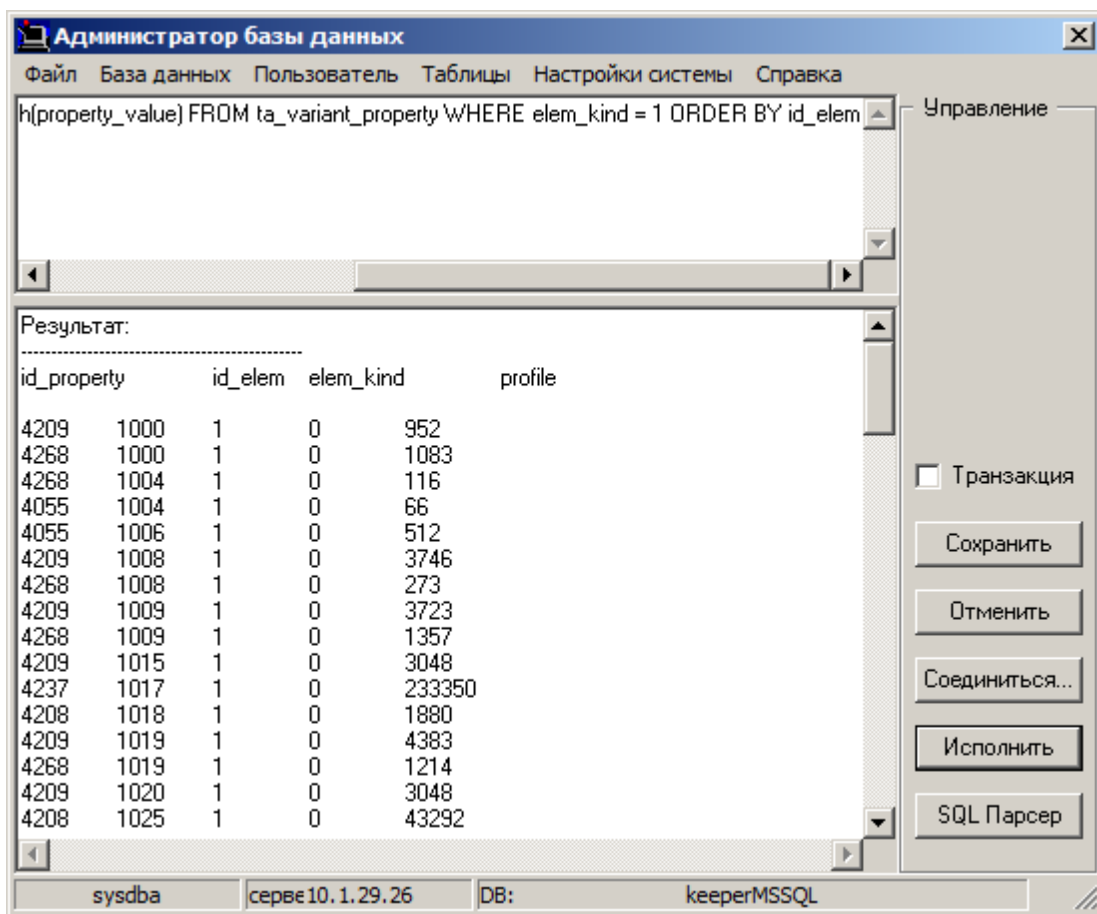 Администратор базы данных
Файл База данных Пользователь Таблицы Настройки системы Справка
h(property_value) FROM ta_variant_property WHERE elem_kind = 1 ORDER BY id_elem
Управление
Результат:
-----------------------------------------------
id_property id_elem elem_kind profile
4209 1000 1 0 952
4268 1000 1 0 1083
4268 1004 1 0 116
4055 1004 1 0 66
4055 1006 1 0 512
4209 1008 1 0 3746
4268 1008 1 0 273
4209 1009 1 0 3723
4268 1009 1 0 1357
4209 1015 1 0 3048
4237 1017 1 0 233350
4208 1018 1 0 1880
4209 1019 1 0 4383
4268 1019 1 0 1214
4209 1020 1 0 3048
4208 1025 1 0 43292
Транзакция
Сохранить
Отменить
Соединиться...
Исполнить
SQL Парсер
sysdba серве10.1.29.26 DB: keeperMSSQL